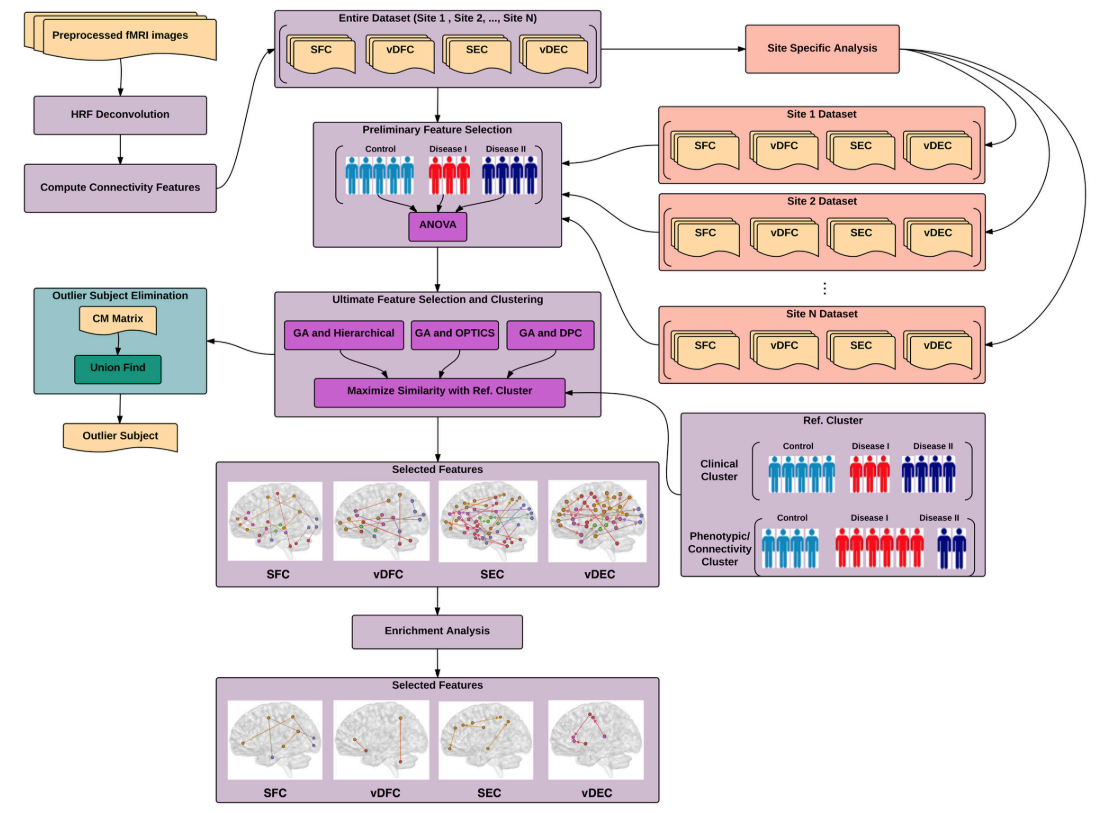 Preprocessed fMRI images
HRF Deconvolution
Compute Connectivity Features
Entire Dataset (Site 1 , Site 2, ..., Site N)
SFC
vDFC
SEC
vDEC
Site Specific Analysis
Site 1 Dataset
SFC
vDFC
SEC
vDEC
Site 2 Dataset
SFC
vDFC
SEC
vDEC
⋮
Site N Dataset
SFC
vDFC
SEC
vDEC
Preliminary Feature Selection
Control
Disease I
Disease II
ANOVA
Ultimate Feature Selection and Clustering
GA and Hierarchical
GA and OPTICS
GA and DPC
Maximize Similarity with Ref. Cluster
Outlier Subject Elimination
CM Matrix
Union Find
Outlier Subject
Ref. Cluster
Control
Disease I
Disease II
Clinical
Cluster
Control
Disease I
Disease II
Phenotypic/
Connectivity
Cluster
Selected Features
SFC
vDFC
SEC
vDEC
Enrichment Analysis
Selected Features
SFC
vDFC
SEC
vDEC